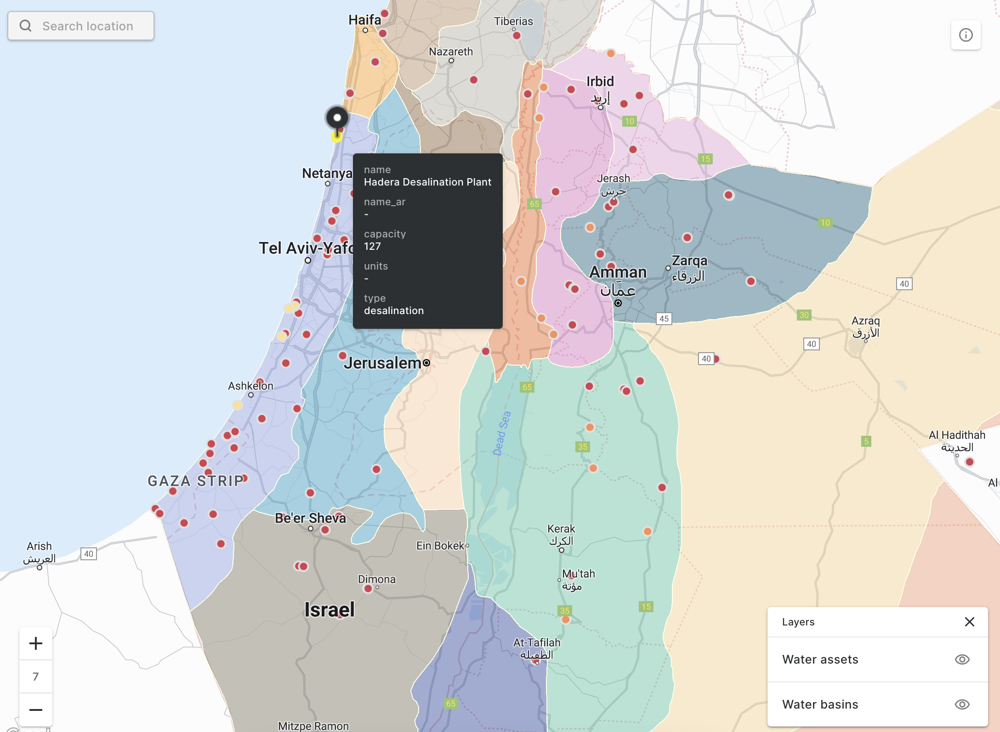 Search location
Haifa
Tiberias
Nazareth
Irbid
إربد
10
15
Netanya
Jerash
جرش
name
Hadera Desalination Plant
name_ar
-
capacity
127
units
-
type
desalination
65
10
Tel Aviv-Yafo
Amman
عمّان
Zarqa
الزرقاء
40
45
30
Azraq
الأزرق
40
40
Jerusalem
Ashkelon
65
Dead Sea
35
5
Al Hadithah
الحديثة
Al
GAZA STRIP
Be'er Sheva
Kerak
الكرك
Ein Bokek
Arish
العريش
40
Dimona
Mu'tah
مؤتة
Israel
35
15
Layers
Water assets
Water basins
At-Tafilah
الطفيلة
+
7
−
65
Mitzpe Ramon